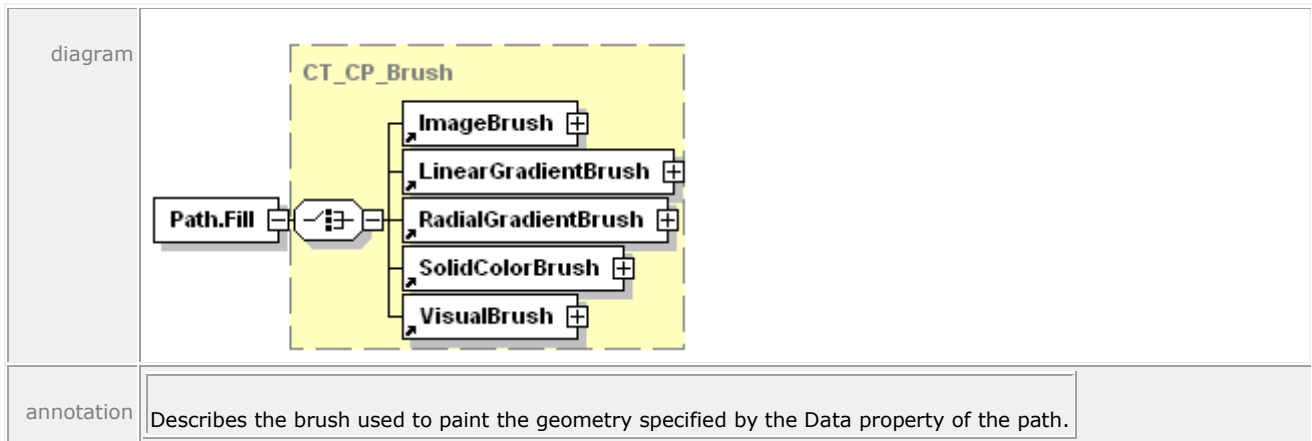 diagram
CT_CP_Brush
ImageBrush
LinearGradientBrush
Path.Fill
RadialGradientBrush
SolidColorBrush
VisualBrush
annotation
Describes the brush used to paint the geometry specified by the Data property of the path.